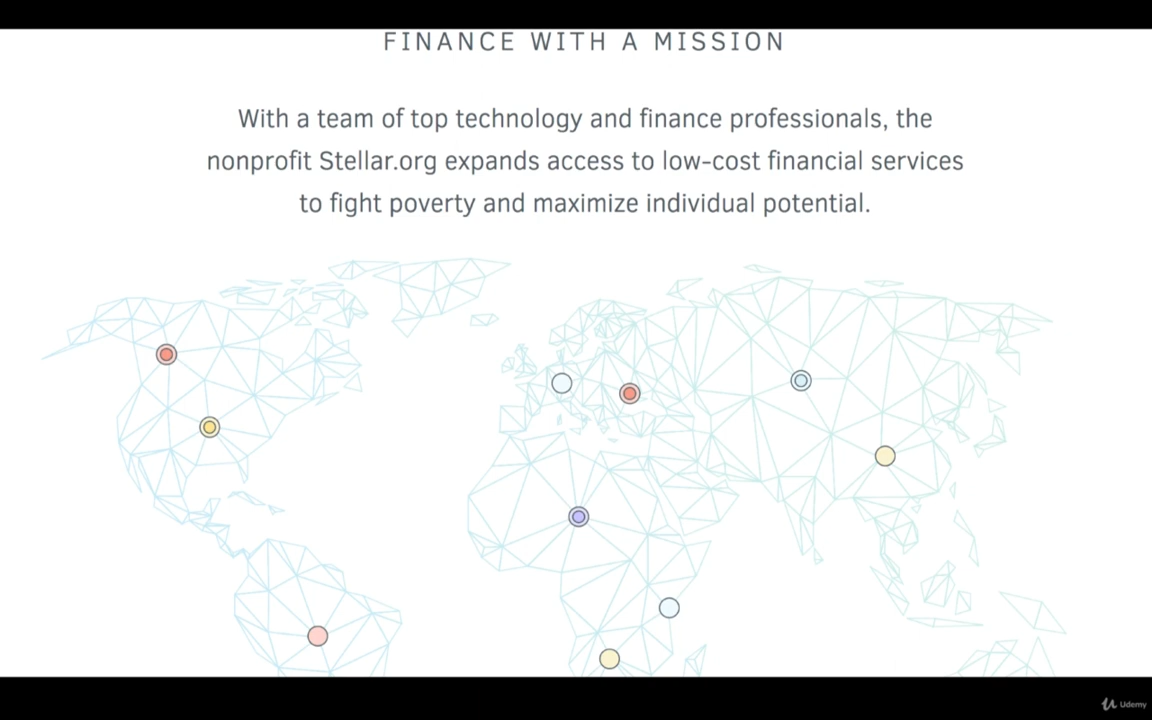 FINANCE WITH A MISSION
With a team of top technology and finance professionals, the
nonprofit Stellar.org expands access to low-cost financial services
to fight poverty and maximize individual potential.
Udemy